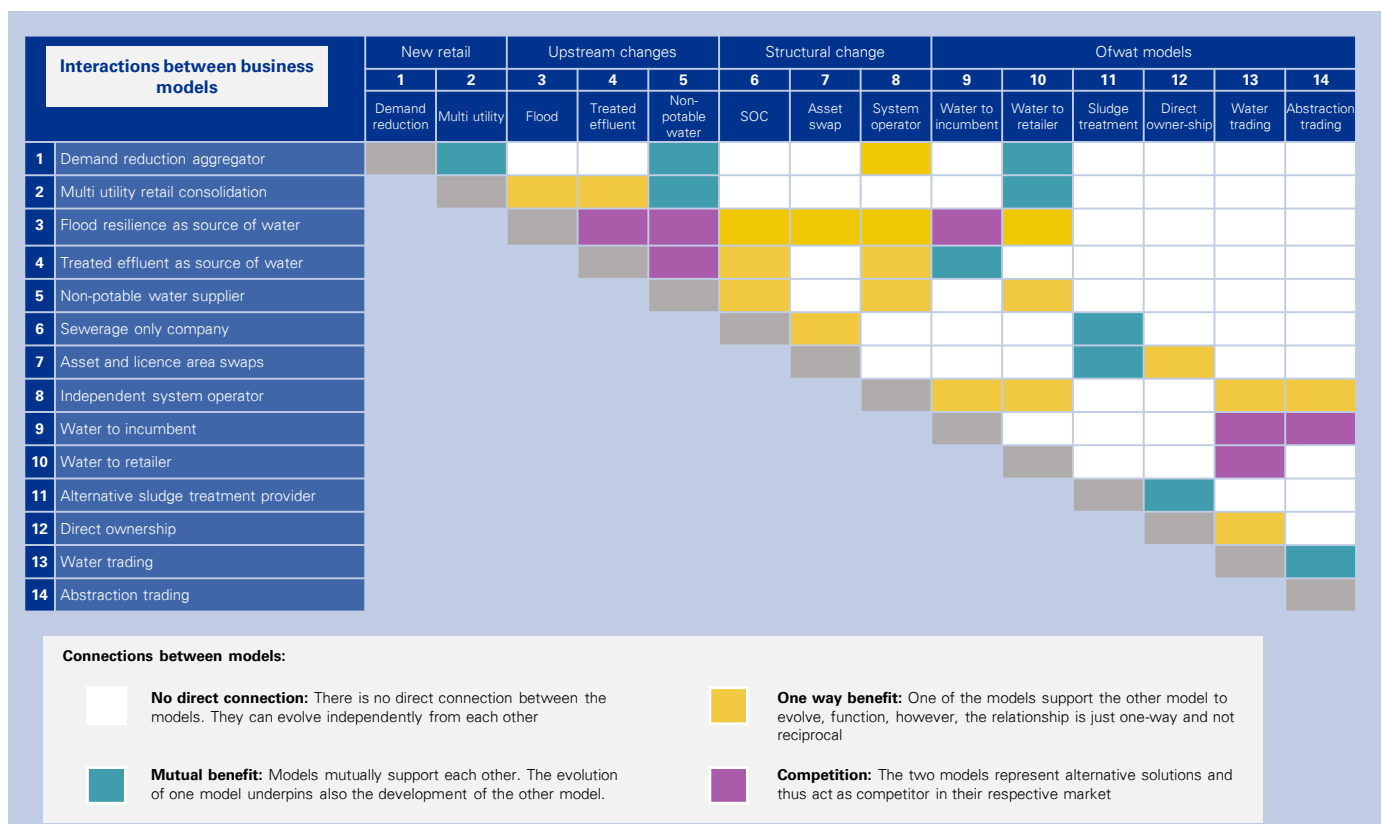 Interactions between business
models
New retail
Upstream changes
Structural change
Ofwat models
1 2 3 4 5 6 7 8 9 10 11 12 13 14
Demand
reduction
Multi utility
Flood
Treated
effluent
Non-
potable
water
SOC
Asset
swap
System
operator
Water to
incumbent
Water to
retailer
Sludge
treatment
Direct
owner-ship
Water
trading
Abstraction
trading
1 Demand reduction aggregator
2 Multi utility retail consolidation
3 Flood resilience as source of water
4 Treated effluent as source of water
5 Non-potable water supplier
6 Sewerage only company
7 Asset and licence area swaps
8 Independent system operator
9 Water to incumbent
10 Water to retailer
11 Alternative sludge treatment provider
12 Direct ownership
13 Water trading
14 Abstraction trading
Connections between models:
No direct connection: There is no direct connection between the
models. They can evolve independently from each other
One way benefit: One of the models support the other model to
evolve, function, however, the relationship is just one-way and not
reciprocal
Mutual benefit: Models mutually support each other. The evolution
of one model underpins also the development of the other model.
Competition: The two models represent alternative solutions and
thus act as competitor in their respective market